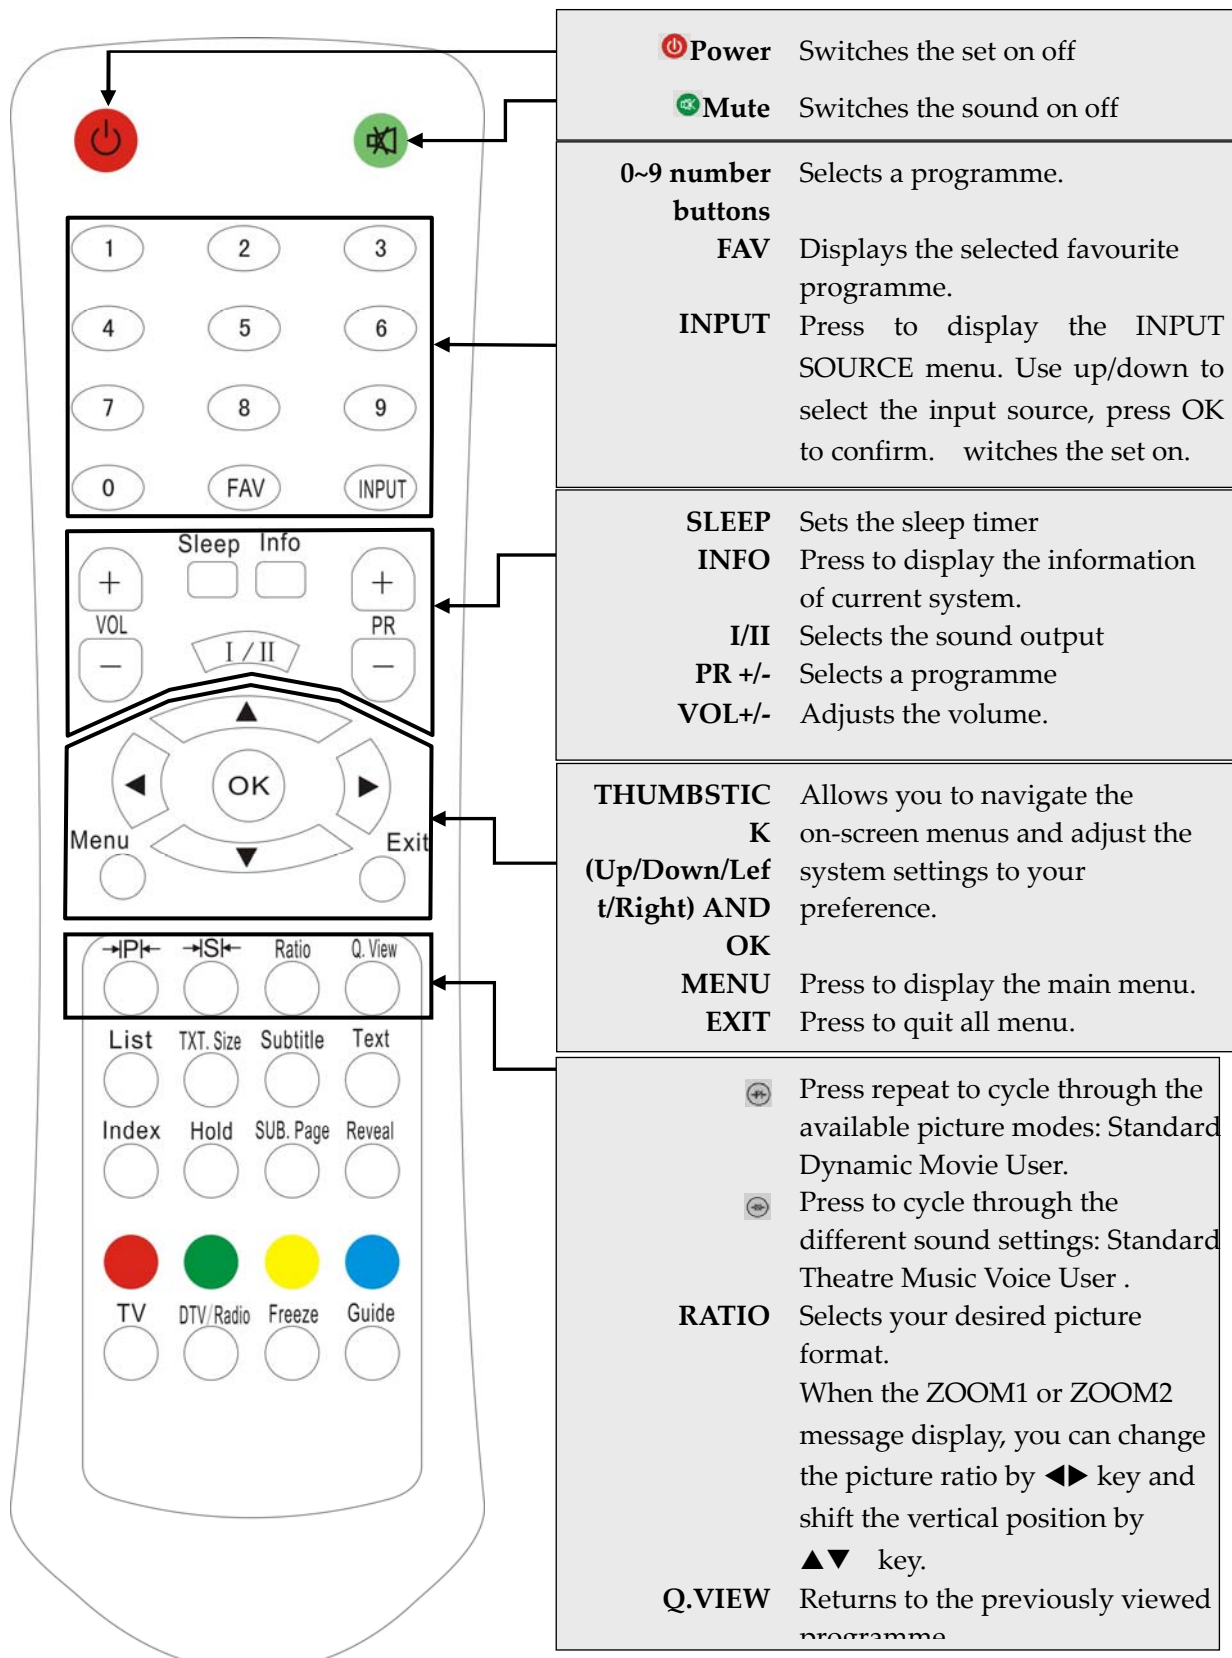 1 2 3
4 5 6
7 8 9
0 FAV INPUT
Sleep Info
+ +
VOL PR
− I/II −
▲
◀ OK ▶
Menu ▼ Exit
→|P|← →|S|← Ratio Q. View
List TXT. Size Subtitle Text
Index Hold SUB. Page Reveal
TV DTV/Radio Freeze Guide
Power Switches the set on off
Mute Switches the sound on off
0~9 number Selects a programme.
buttons
FAV Displays the selected favourite
programme.
INPUT Press to display the INPUT
SOURCE menu. Use up/down to
select the input source, press OK
to confirm. witches the set on.
SLEEP Sets the sleep timer
INFO Press to display the information
of current system.
I/II Selects the sound output
PR +/- Selects a programme
VOL+/- Adjusts the volume.
THUMBSTIC Allows you to navigate the
K on-screen menus and adjust the
(Up/Down/Lef system settings to your
t/Right) AND preference.
OK
MENU Press to display the main menu.
EXIT Press to quit all menu.
Press repeat to cycle through the
available picture modes: Standard
Dynamic Movie User.
Press to cycle through the
different sound settings: Standard
Theatre Music Voice User .
RATIO Selects your desired picture
format.
When the ZOOM1 or ZOOM2
message display, you can change
the picture ratio by ◀▶ key and
shift the vertical position by
▲▼ key.
Q.VIEW Returns to the previously viewed
programme